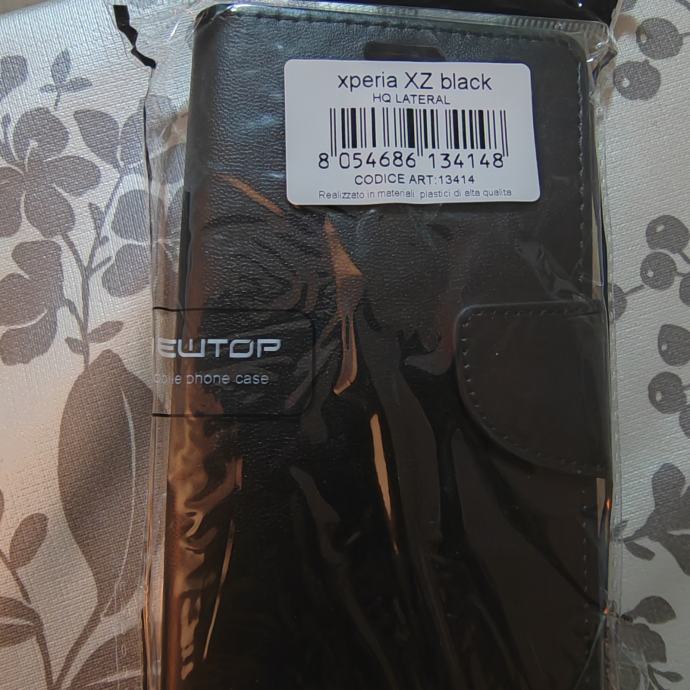 xperia XZ black
HQ LATERAL
8 054686 134148
CODICE ART:13414
Realizzato in materiali plastici di alta qualita
EWTOP
phone case